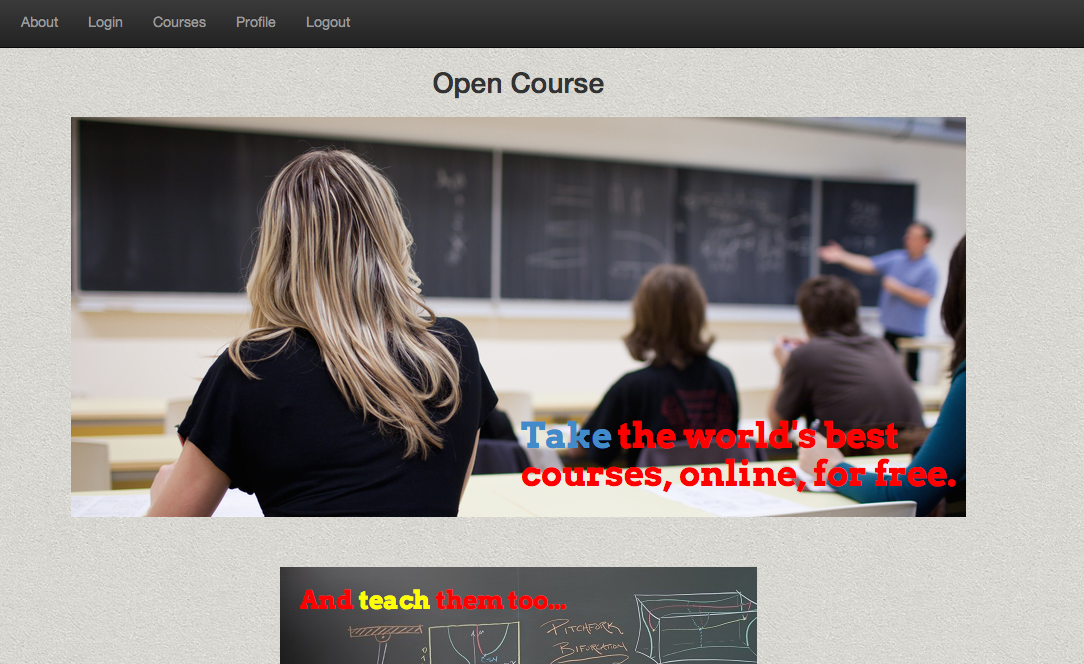 About Login Courses Profile Logout
Open Course
Take the world's best
courses, online, for free.
And teach them too...
PITCHFORK
BIFURCATION